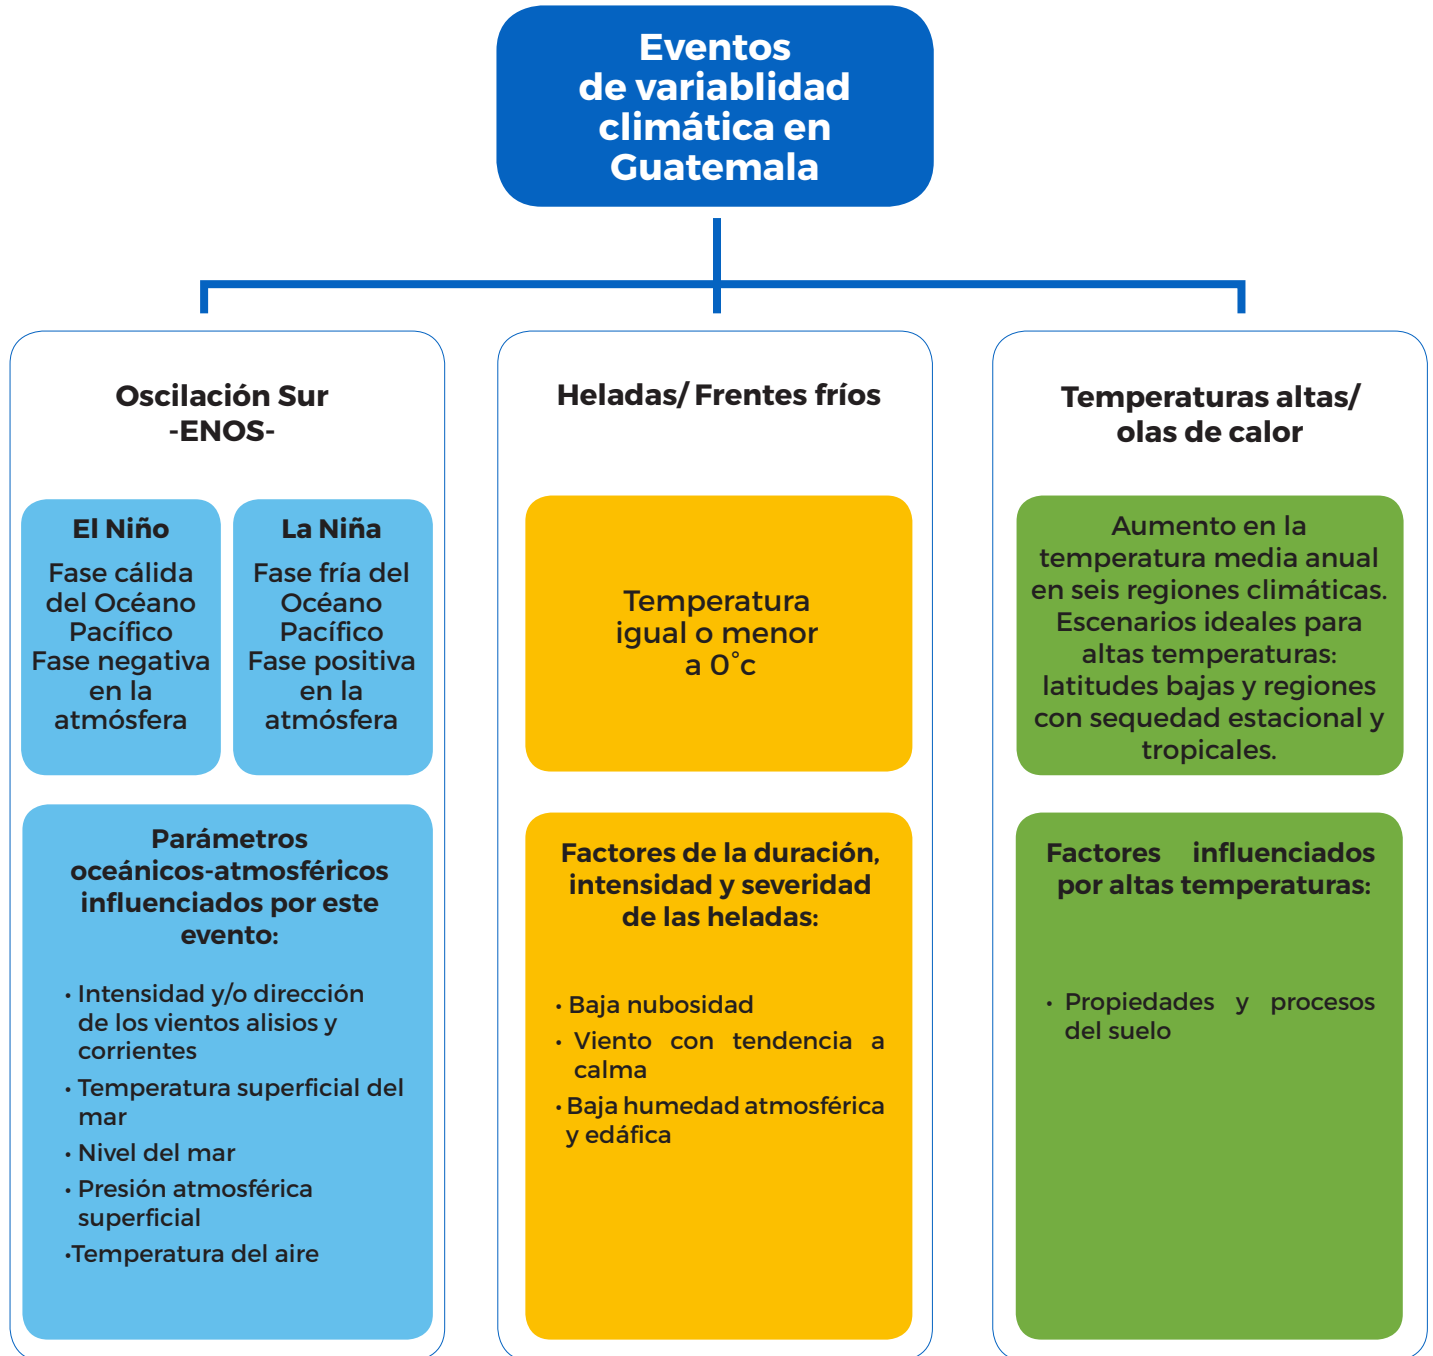 Eventos
de variablidad
climática en
Guatemala
Oscilación Sur
-ENOS-
El Niño
Fase cálida
del Océano
Pacífico
Fase negativa
en la
atmósfera
La Niña
Fase fría del
Océano
Pacífico
Fase positiva
en la
atmósfera
Parámetros
oceánicos-atmosféricos
influenciados por este
evento:
• Intensidad y/o dirección
de los vientos alisios y
corrientes
• Temperatura superficial del
mar
• Nivel del mar
• Presión atmosférica
superficial
•Temperatura del aire
Heladas/ Frentes fríos
Temperatura
igual o menor
a 0°c
Factores de la duración,
intensidad y severidad
de las heladas:
• Baja nubosidad
• Viento con tendencia a
calma
• Baja humedad atmosférica
y edáfica
Temperaturas altas/
olas de calor
Aumento en la
temperatura media anual
en seis regiones climáticas.
Escenarios ideales para
altas temperaturas:
latitudes bajas y regiones
con sequedad estacional y
tropicales.
Factores influenciados
por altas temperaturas:
• Propiedades y procesos
del suelo